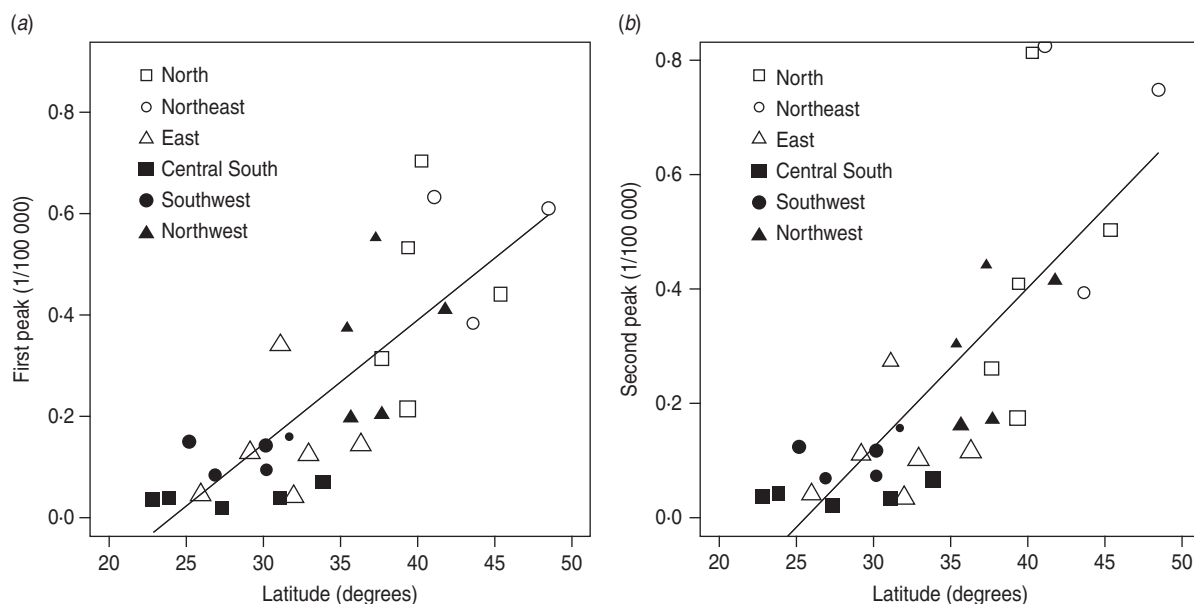 (a)
North
Northeast
East
Central South
Southwest
Northwest
0·8
0·6
0·4
0·2
0·0
First peak (1/100 000)
20 25 30 35 40 45 50
Latitude (degrees)
(b)
North
Northeast
East
Central South
Southwest
Northwest
0·8
0·6
0·4
0·2
0·0
Second peak (1/100 000)
20 25 30 35 40 45 50
Latitude (degrees)